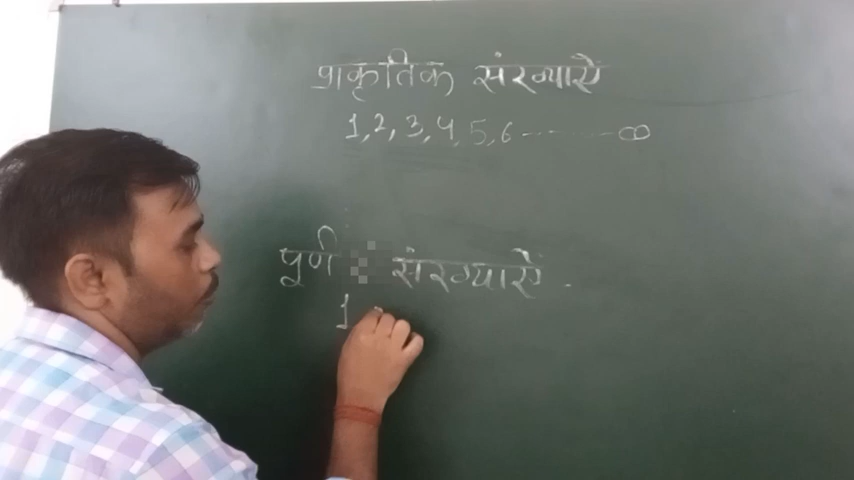 प्राकृतिक संख्याऐं
1,2,3,4,5,6 -------- ∞
पूर्ण संख्याऐं .
1